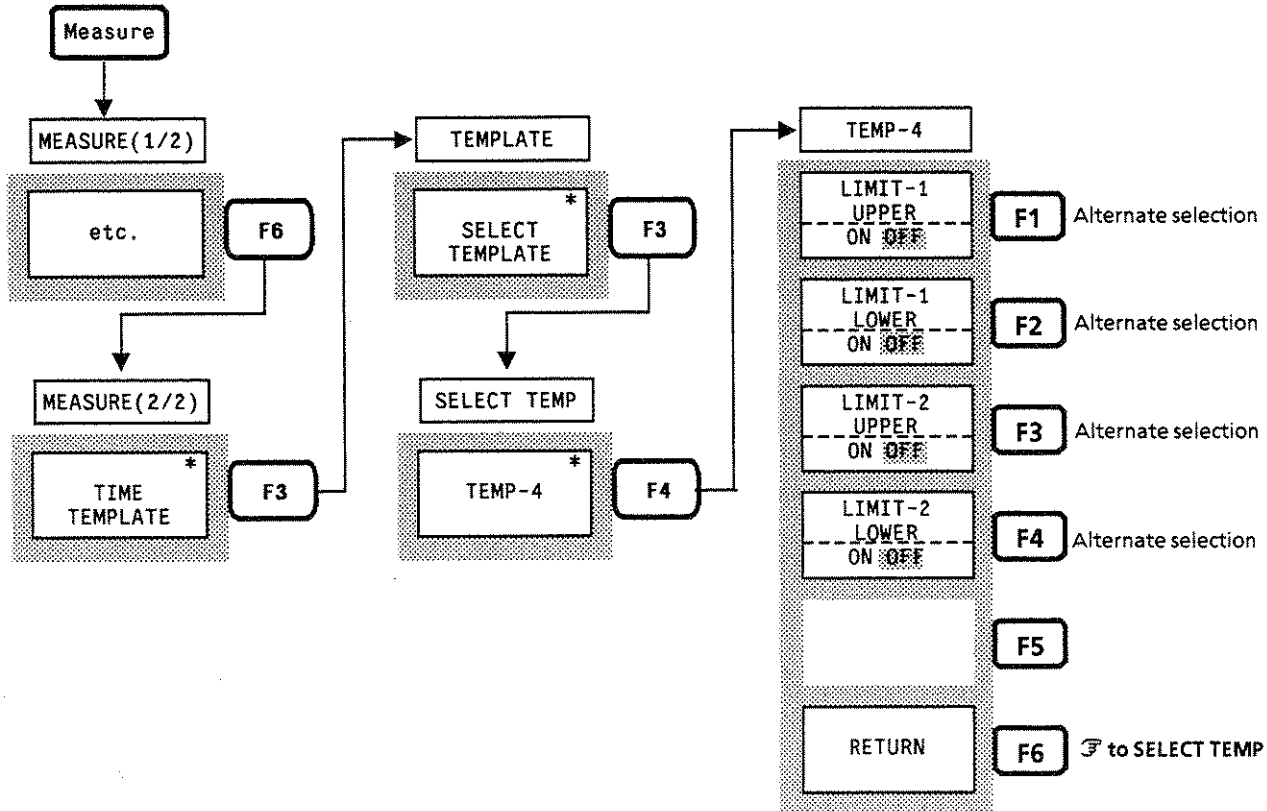 Measure
MEASURE(1/2)
etc.
F6
MEASURE(2/2)
*
TIME
TEMPLATE
F3
TEMPLATE
*
SELECT
TEMPLATE
F3
SELECT TEMP
*
TEMP-4
F4
TEMP-4
LIMIT-1
UPPER
ON OFF
F1 Alternate selection
LIMIT-1
LOWER
ON OFF
F2 Alternate selection
LIMIT-2
UPPER
ON OFF
F3 Alternate selection
LIMIT-2
LOWER
ON OFF
F4 Alternate selection
F5
RETURN
F6 to SELECT TEMP